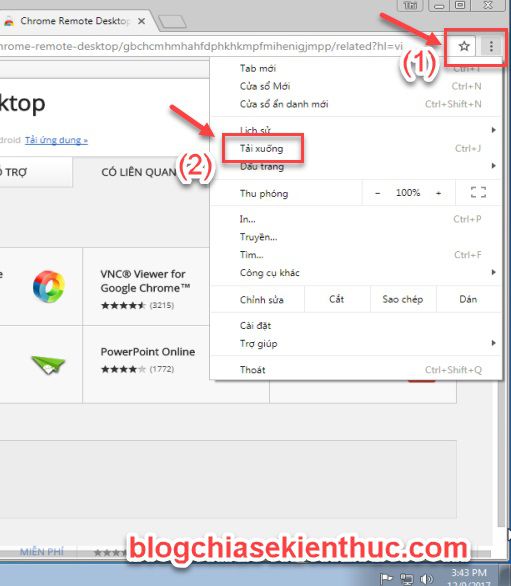 Thi
Chrome Remote Desktop
hrome-remote-desktop/gbchcmhmhahfdphkhkmpfmihenigjmpp/related?hl=vi
(1)
Tab mới Ctrl+T
Cửa sổ Mới Ctrl+N
Cửa sổ ẩn danh mới Ctrl+Shift+N
ktop
ndroid Tải ứng dụng »
Lịch sử
Tải xuống Ctrl+J
(2)
Dấu trang
TRỢ
CÓ LIÊN QUAN
Thu phóng - 100% +
In... Ctrl+P
Truyền...
Tìm... Ctrl+F
Công cụ khác
VNC® Viewer for
Google Chrome™
(3215)
Chỉnh sửa Cắt Sao chép Dán
Cài đặt
Trợ giúp
Thoát Ctrl+Shift+Q
PowerPoint Online
(1772)
MIỄN PHÍ
blogchiasekienthuc.com
3:43 PM